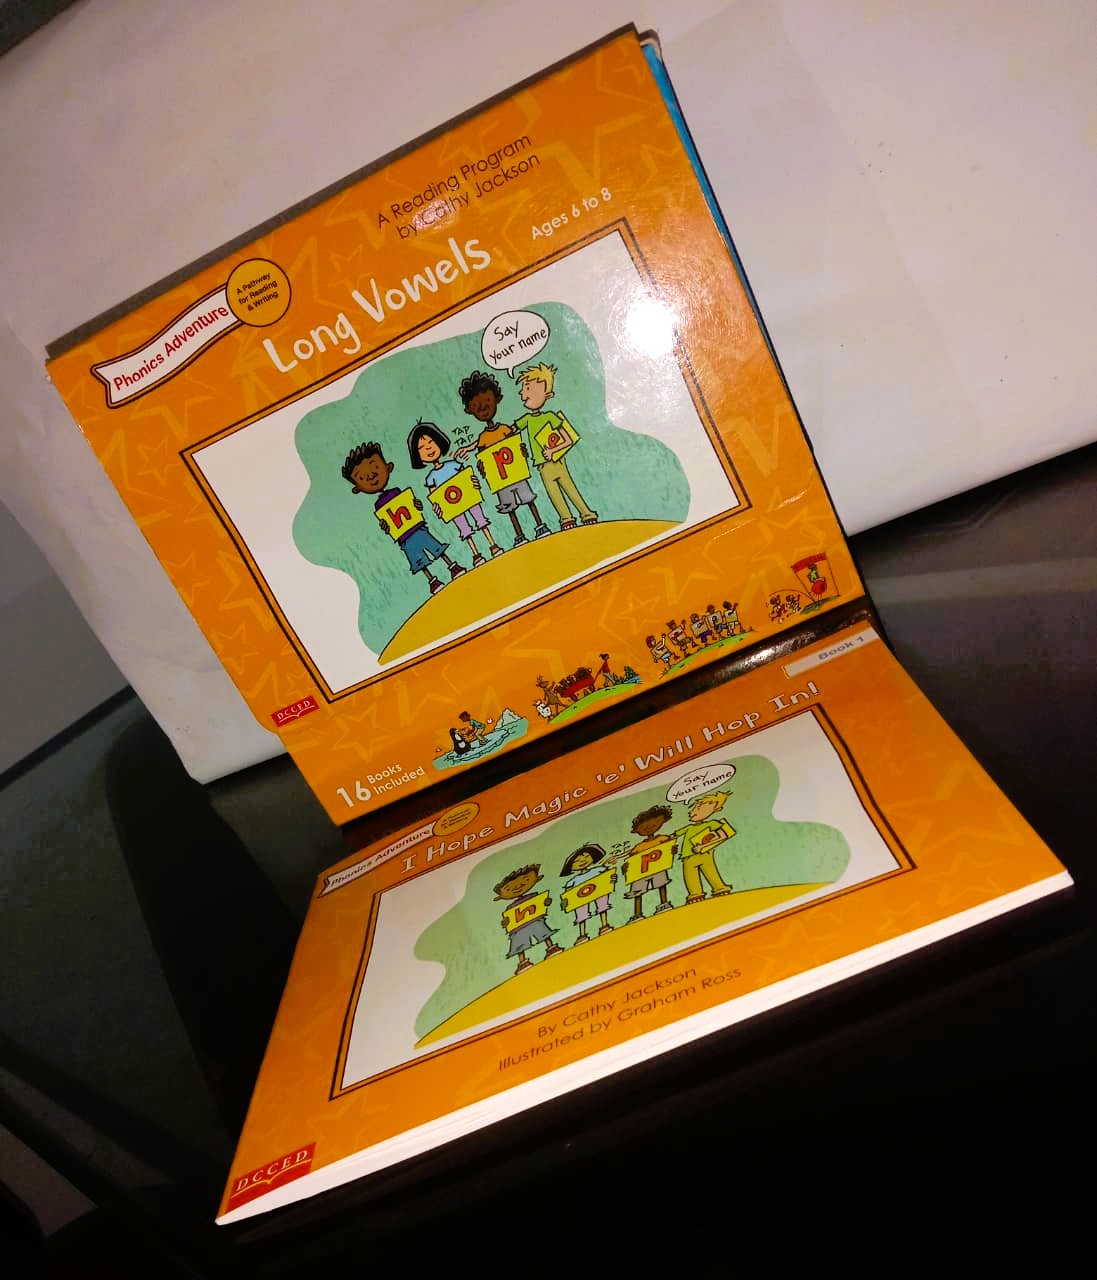 A Reading Program
by Cathy Jackson
Long Vowels
Ages 6 to 8
Phonics Adventure
A Pathway
for Reading
& Writing
Say
Your name
TAP
TAP
h o p e
DCCED
16 Books
Included
Book 1
I Hope Magic 'e' Will Hop In!
Phonics Adventure
Say
Your name
TAP
TAP
h o p e
By Cathy Jackson
Illustrated by Graham Ross
DCCED